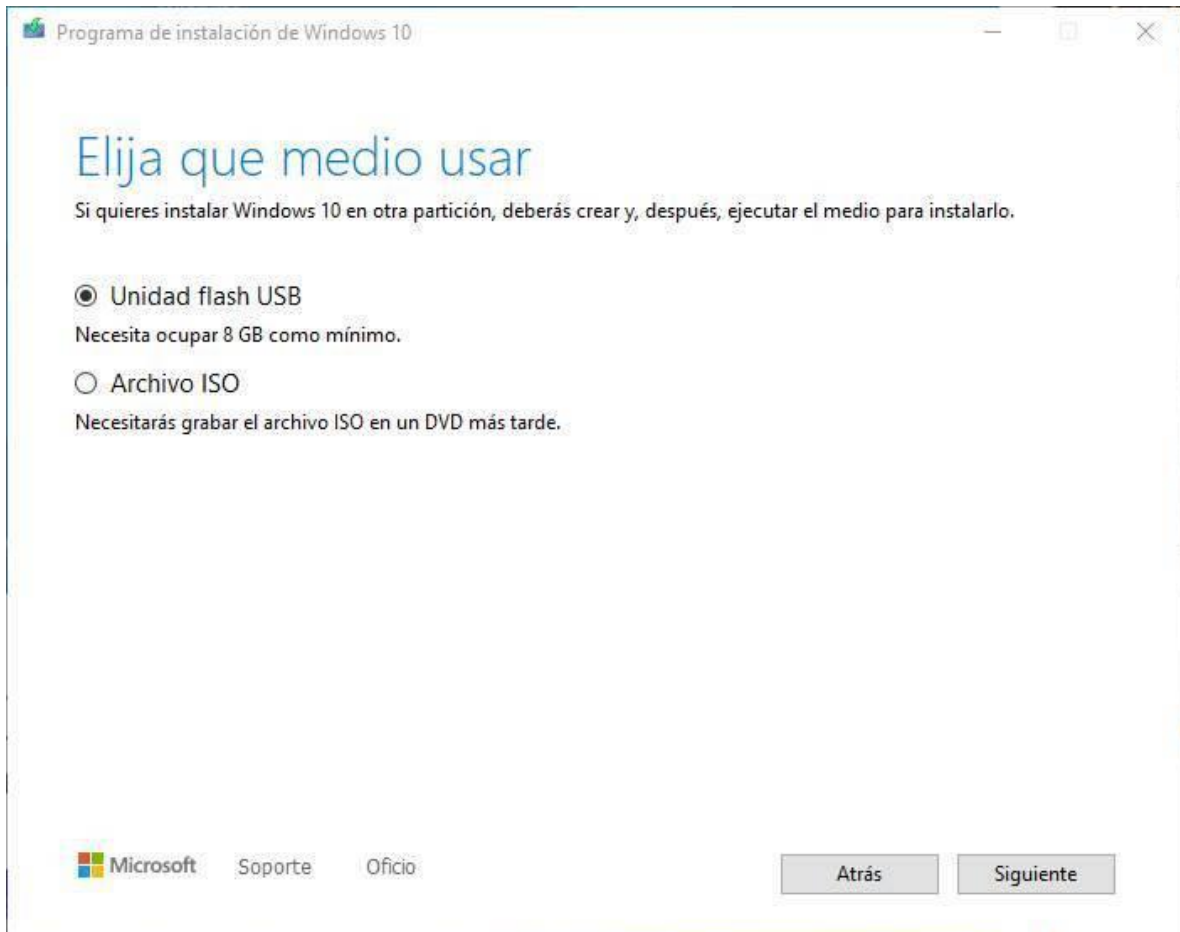 Programa de instalación de Windows 10
Elija que medio usar
Si quieres instalar Windows 10 en otra partición, deberás crear y, después, ejecutar el medio para instalarlo.
Unidad flash USB
Necesita ocupar 8 GB como mínimo.
Archivo ISO
Necesitarás grabar el archivo ISO en un DVD más tarde.
Microsoft Soporte Oficio Atrás Siguiente